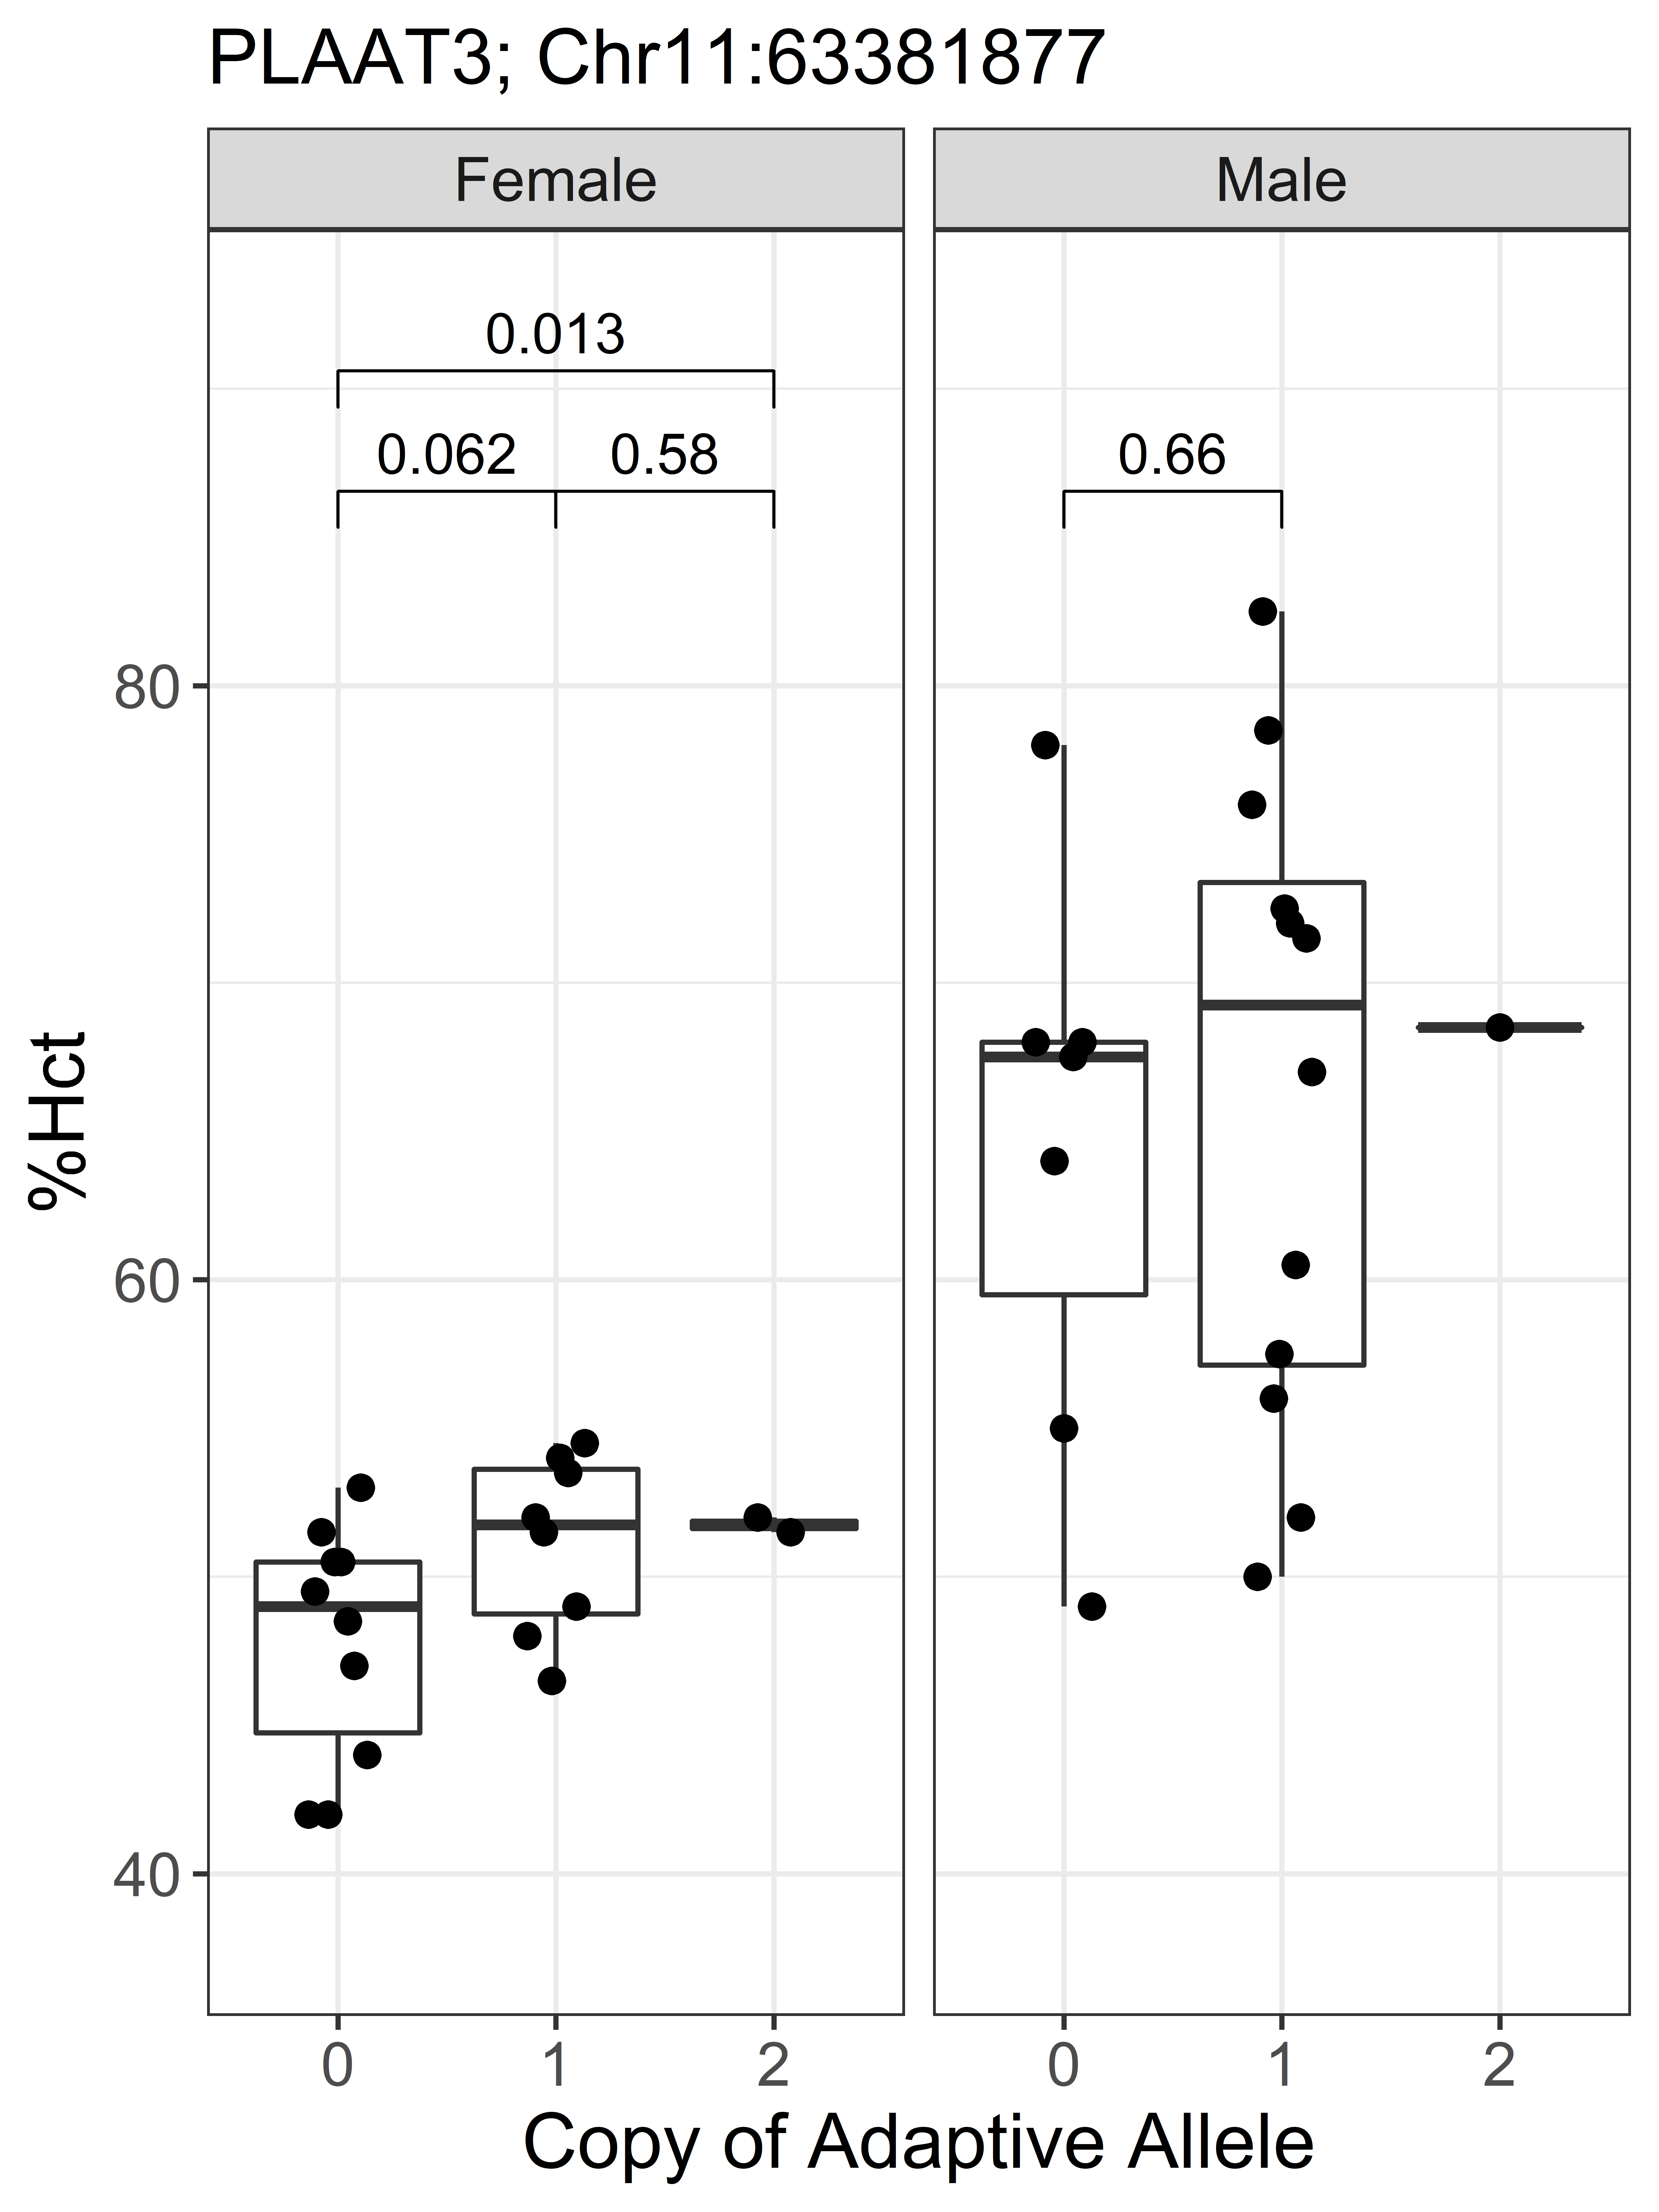 PLAAT3; Chr11:63381877
Female
Male
0.013
0.062
0.58
0.66
80
60
40
%Hct
0
1
2
0
1
2
Copy of Adaptive Allele